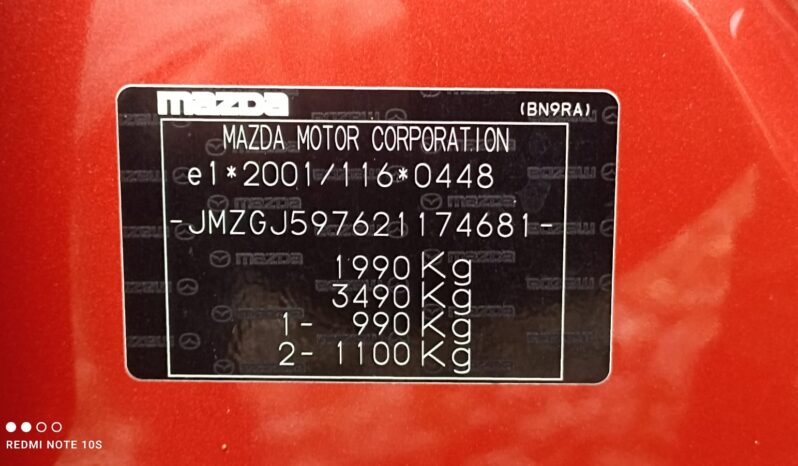 mazda (BN9RA)
MAZDA MOTOR CORPORATION
e1*2001/116*0448
-JMZGJ597621174681-
1990 Kg
3490 Kg
1- 990 Kg
2- 1100 Kg
REDMI NOTE 10S